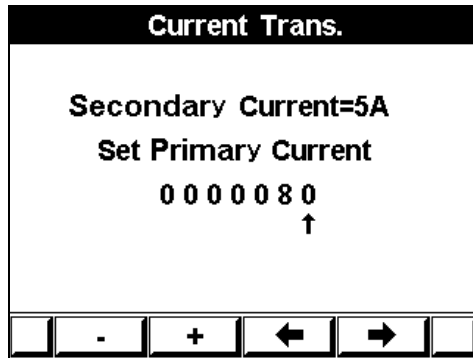 Current Trans.
Secondary Current=5A
Set Primary Current
0000080
- + ← →